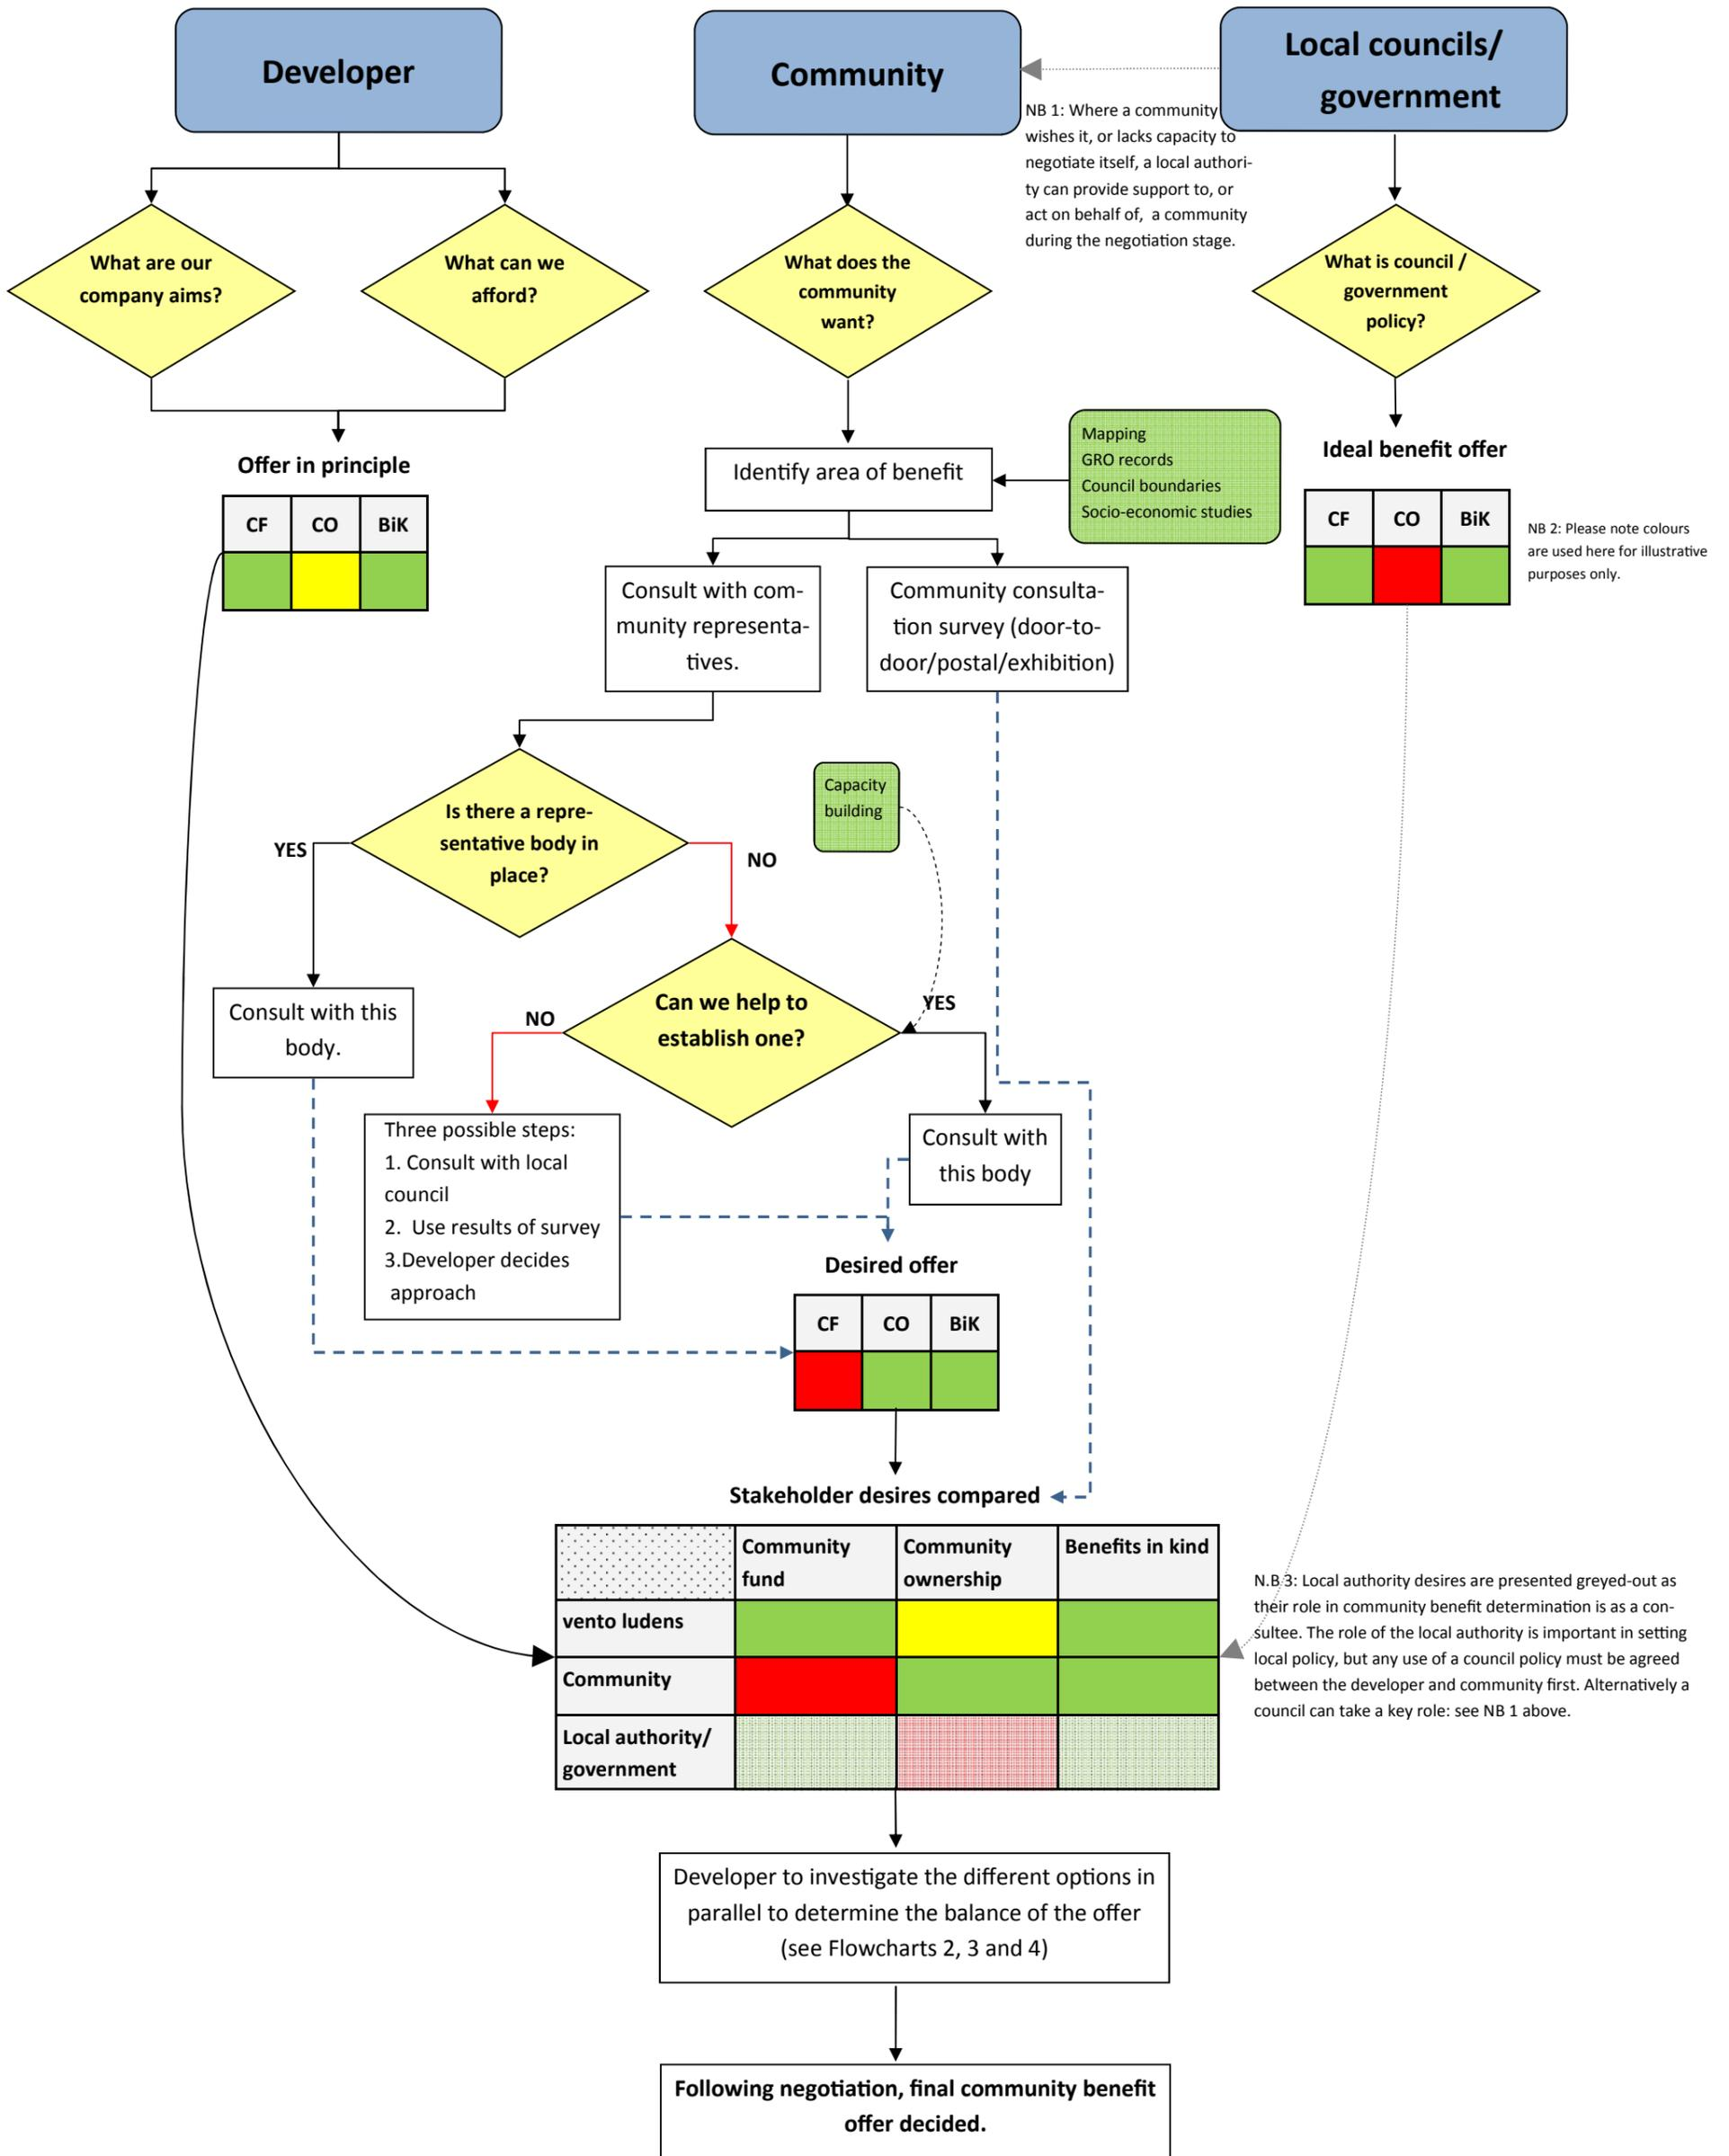 Developer
Community
Local councils/
government
NB 1: Where a community
wishes it, or lacks capacity to
negotiate itself, a local authori-
ty can provide support to, or
act on behalf of, a community
during the negotiation stage.
What are our
company aims?
What can we
afford?
What does the
community
want?
What is council /
government
policy?
Offer in principle
CF CO BiK
Identify area of benefit
Mapping
GRO records
Council boundaries
Socio-economic studies
Ideal benefit offer
CF CO BiK
NB 2: Please note colours
are used here for illustrative
purposes only.
Consult with com-
munity representa-
tives.
Community consulta-
tion survey (door-to-
door/postal/exhibition)
Is there a repre-
sentative body in
place?
YES
NO
Capacity
building
Consult with this
body.
Can we help to
establish one?
NO
YES
Three possible steps:
1. Consult with local
council
2. Use results of survey
3.Developer decides
approach
Consult with
this body
Desired offer
CF CO BiK
Stakeholder desires compared
Community
fund
Community
ownership
Benefits in kind
vento ludens
Community
Local authority/
government
N.B 3: Local authority desires are presented greyed-out as
their role in community benefit determination is as a con-
sultee. The role of the local authority is important in setting
local policy, but any use of a council policy must be agreed
between the developer and community first. Alternatively a
council can take a key role: see NB 1 above.
Developer to investigate the different options in
parallel to determine the balance of the offer
(see Flowcharts 2, 3 and 4)
Following negotiation, final community benefit
offer decided.